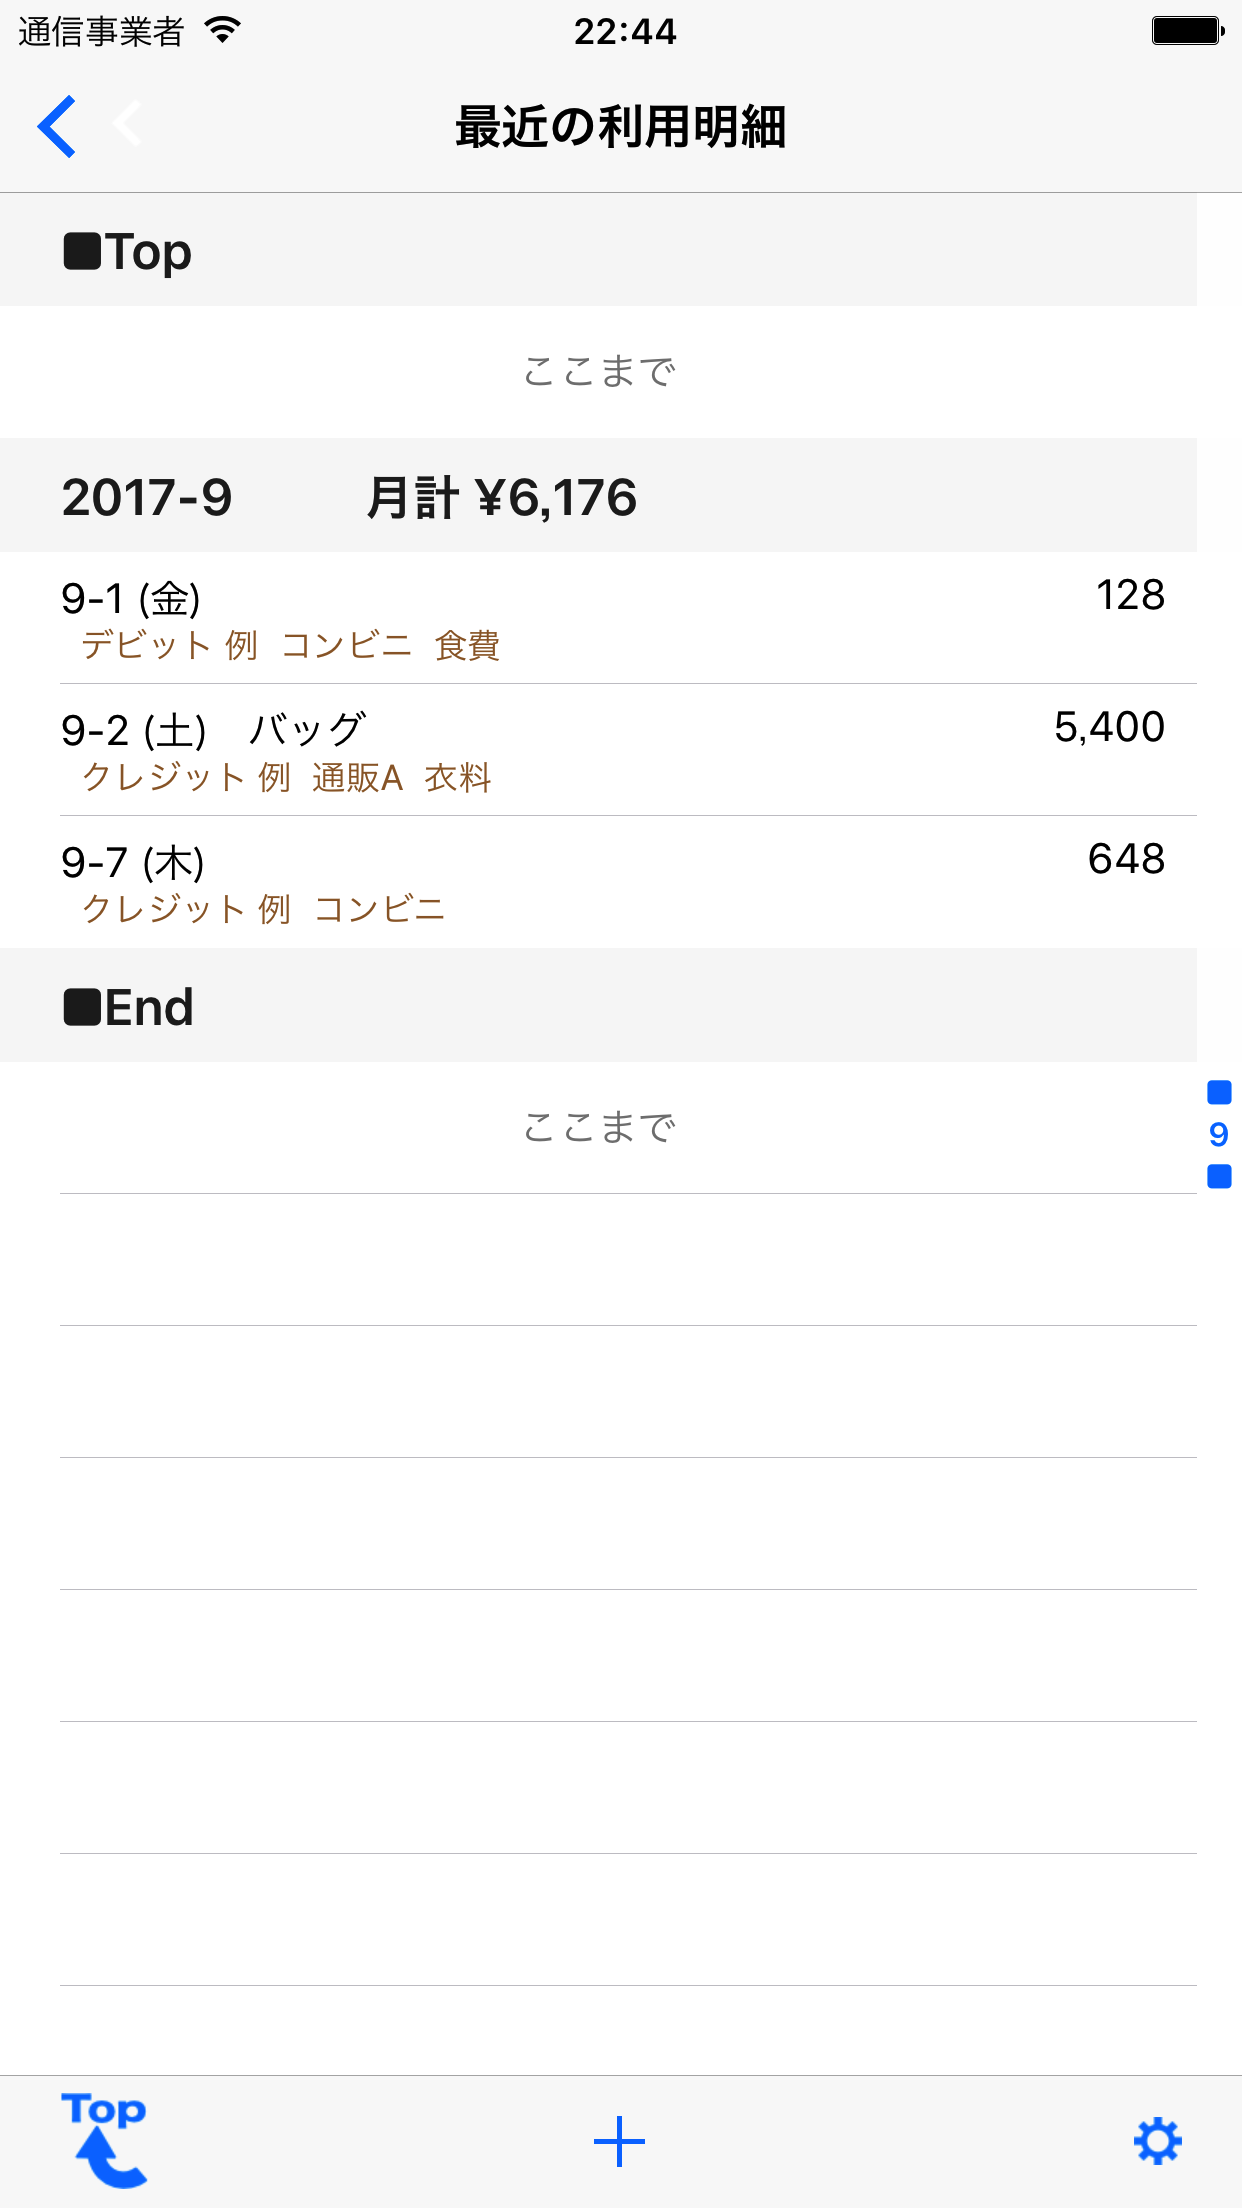 通信事業者 22:44
最近の利用明細
■Top
ここまで
2017-9 月計 ¥6,176
9-1 (金) 128
デビット 例 コンビニ 食費
9-2 (土) バッグ 5,400
クレジット 例 通販A 衣料
9-7 (木) 648
クレジット 例 コンビニ
■End
ここまで
■
9
■
Top